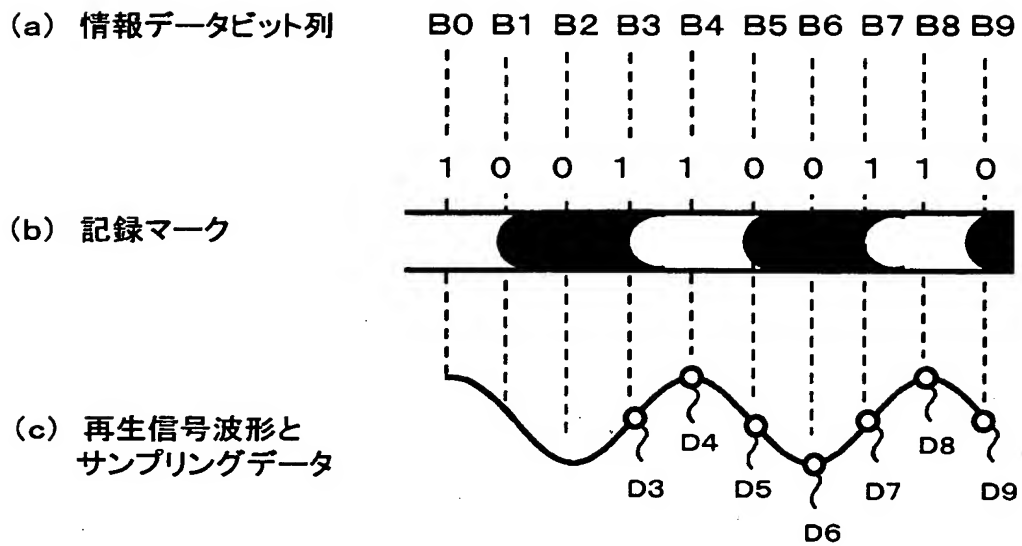 (a) 情報データビット列 B0 B1 B2 B3 B4 B5 B6 B7 B8 B9
1 0 0 1 1 0 0 1 1 0
(b) 記録マーク
(c) 再生信号波形と
サンプリングデータ
D4 D8
D3 D5 D7 D9
D6